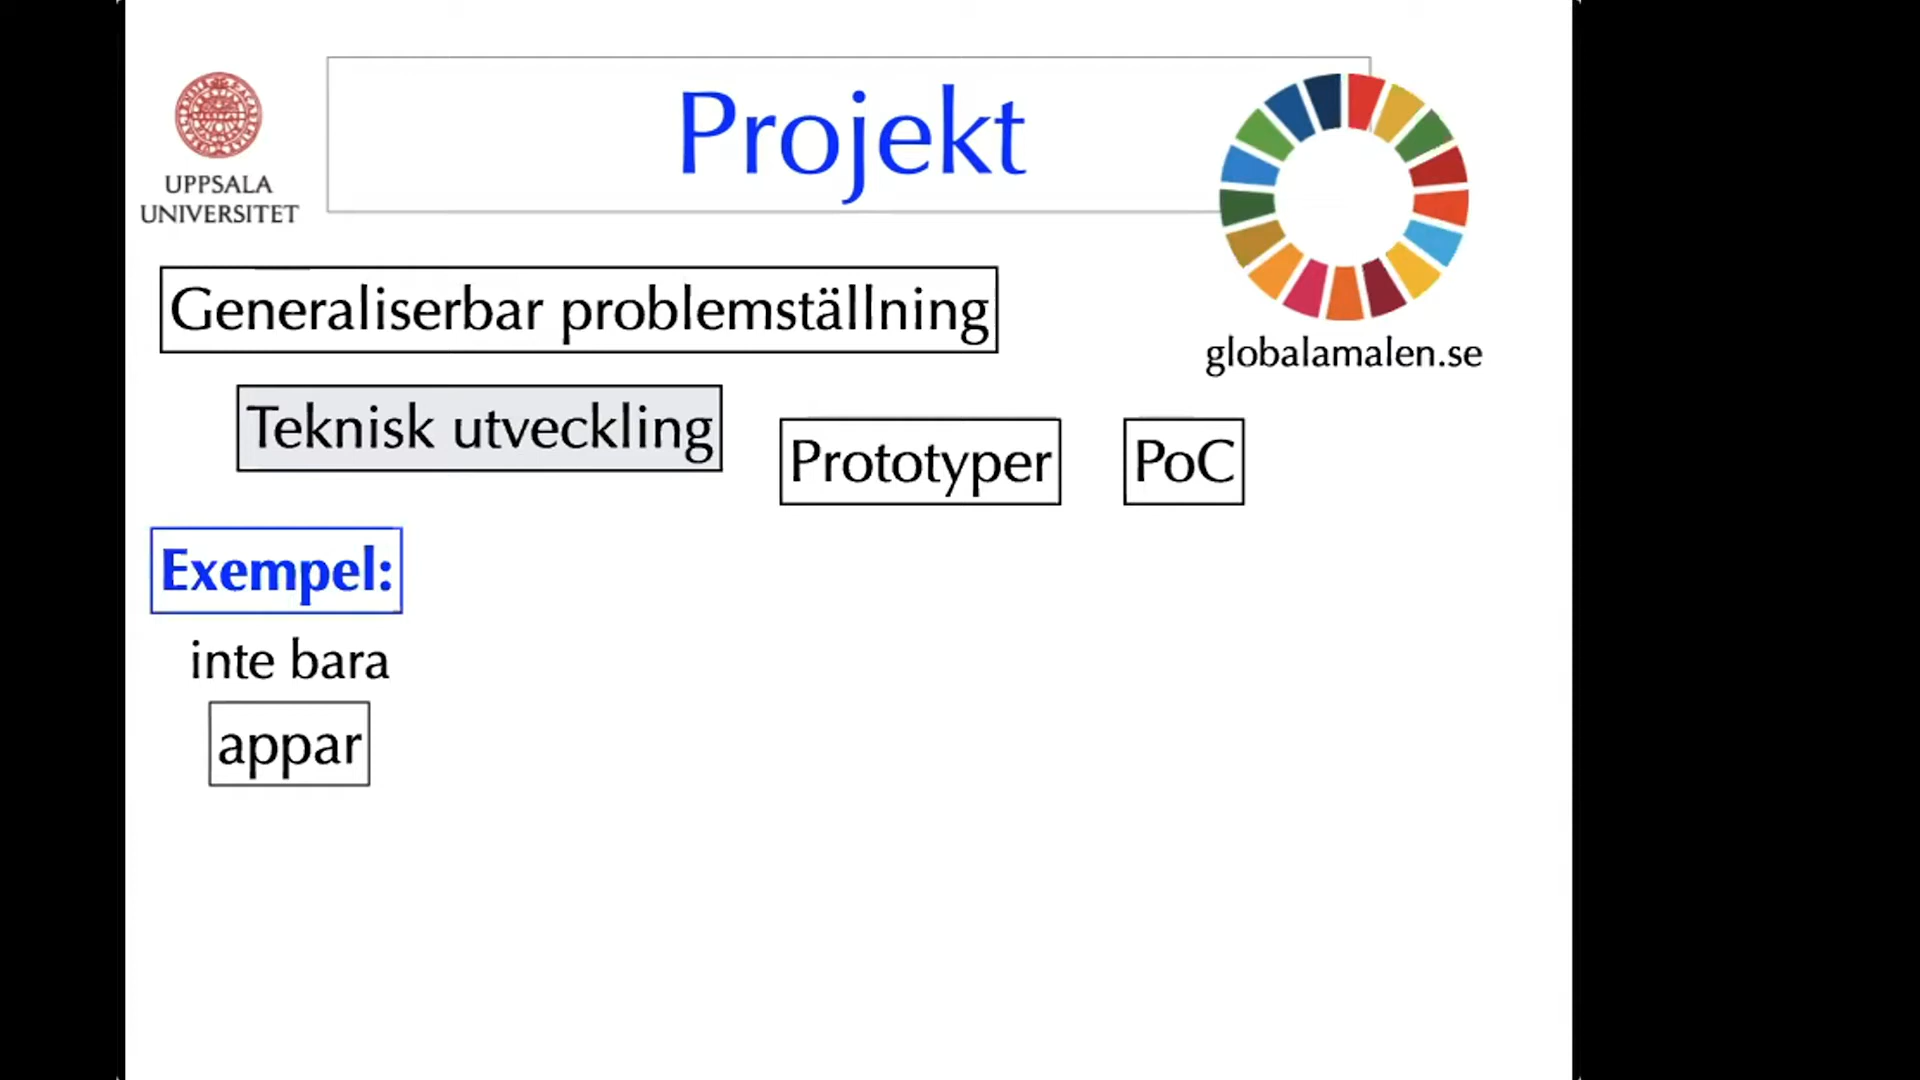 UPPSALA
UNIVERSITET
Projekt
globalamalen.se
Generaliserbar problemställning
Teknisk utveckling
Prototyper
PoC
Exempel:
inte bara
appar